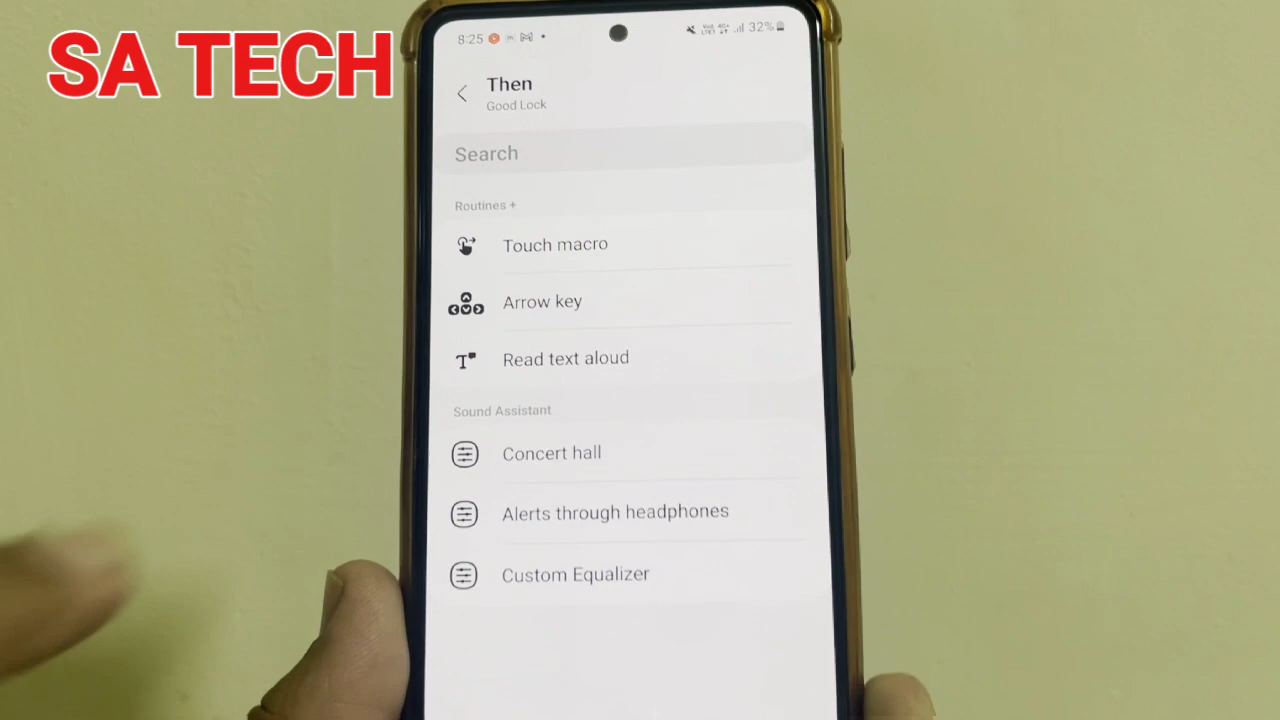 SA TECH
8:25
32%
Then
Good Lock
Search
Routines +
Touch macro
Arrow key
Read text aloud
Sound Assistant
Concert hall
Alerts through headphones
Custom Equalizer